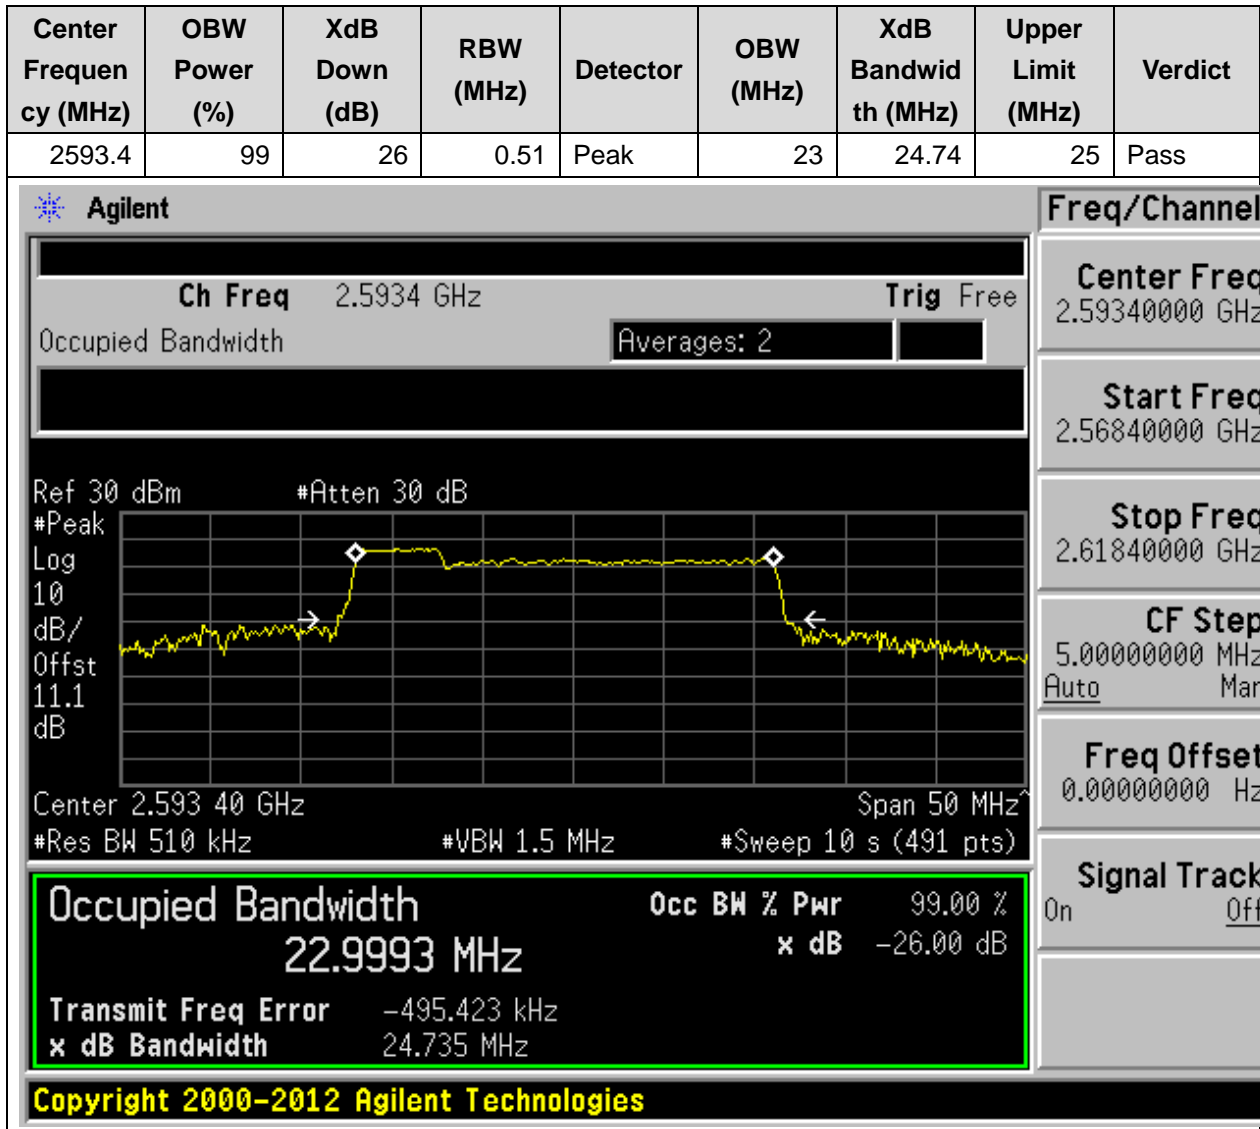 Center Frequen cy (MHz) OBW Power (%) XdB Down (dB) RBW (MHz) Detector OBW (MHz) XdB Bandwid th (MHz) Upper Limit (MHz) Verdict
2593.4 99 26 0.51 Peak 23 24.74 25 Pass
Agilent
Freq/Channel
Ch Freq 2.5934 GHz Trig Free
Occupied Bandwidth Averages: 2
Center Freq
2.59340000 GHz
Start Freq
2.56840000 GHz
Ref 30 dBm #Atten 30 dB
#Peak
Log
10
dB/
Offst
11.1
dB
Stop Freq
2.61840000 GHz
CF Step
5.00000000 MHz
Auto Man
Freq Offset
0.00000000 Hz
Center 2.593 40 GHz Span 50 MHz^
#Res BW 510 kHz #VBW 1.5 MHz #Sweep 10 s (491 pts)
Signal Track
On Off
Occupied Bandwidth Occ BW % Pwr 99.00 %
22.9993 MHz x dB -26.00 dB
Transmit Freq Error -495.423 kHz
x dB Bandwidth 24.735 MHz
Copyright 2000-2012 Agilent Technologies